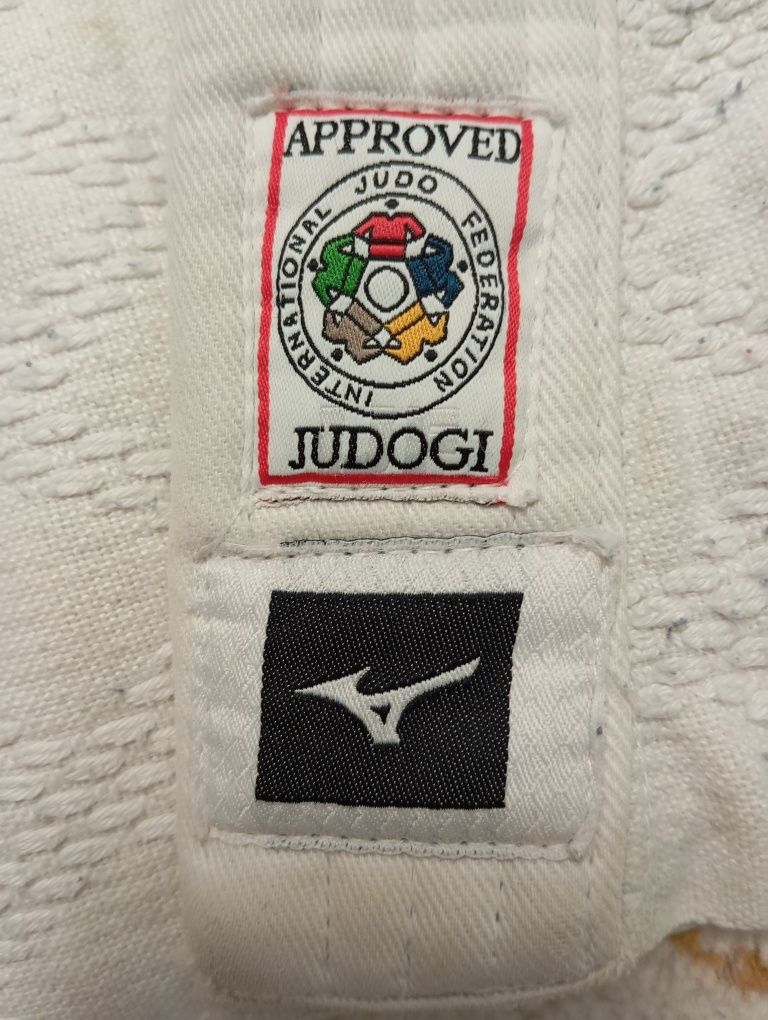 APPROVED
INTERNATIONAL JUDO FEDERATION
JUDOGI